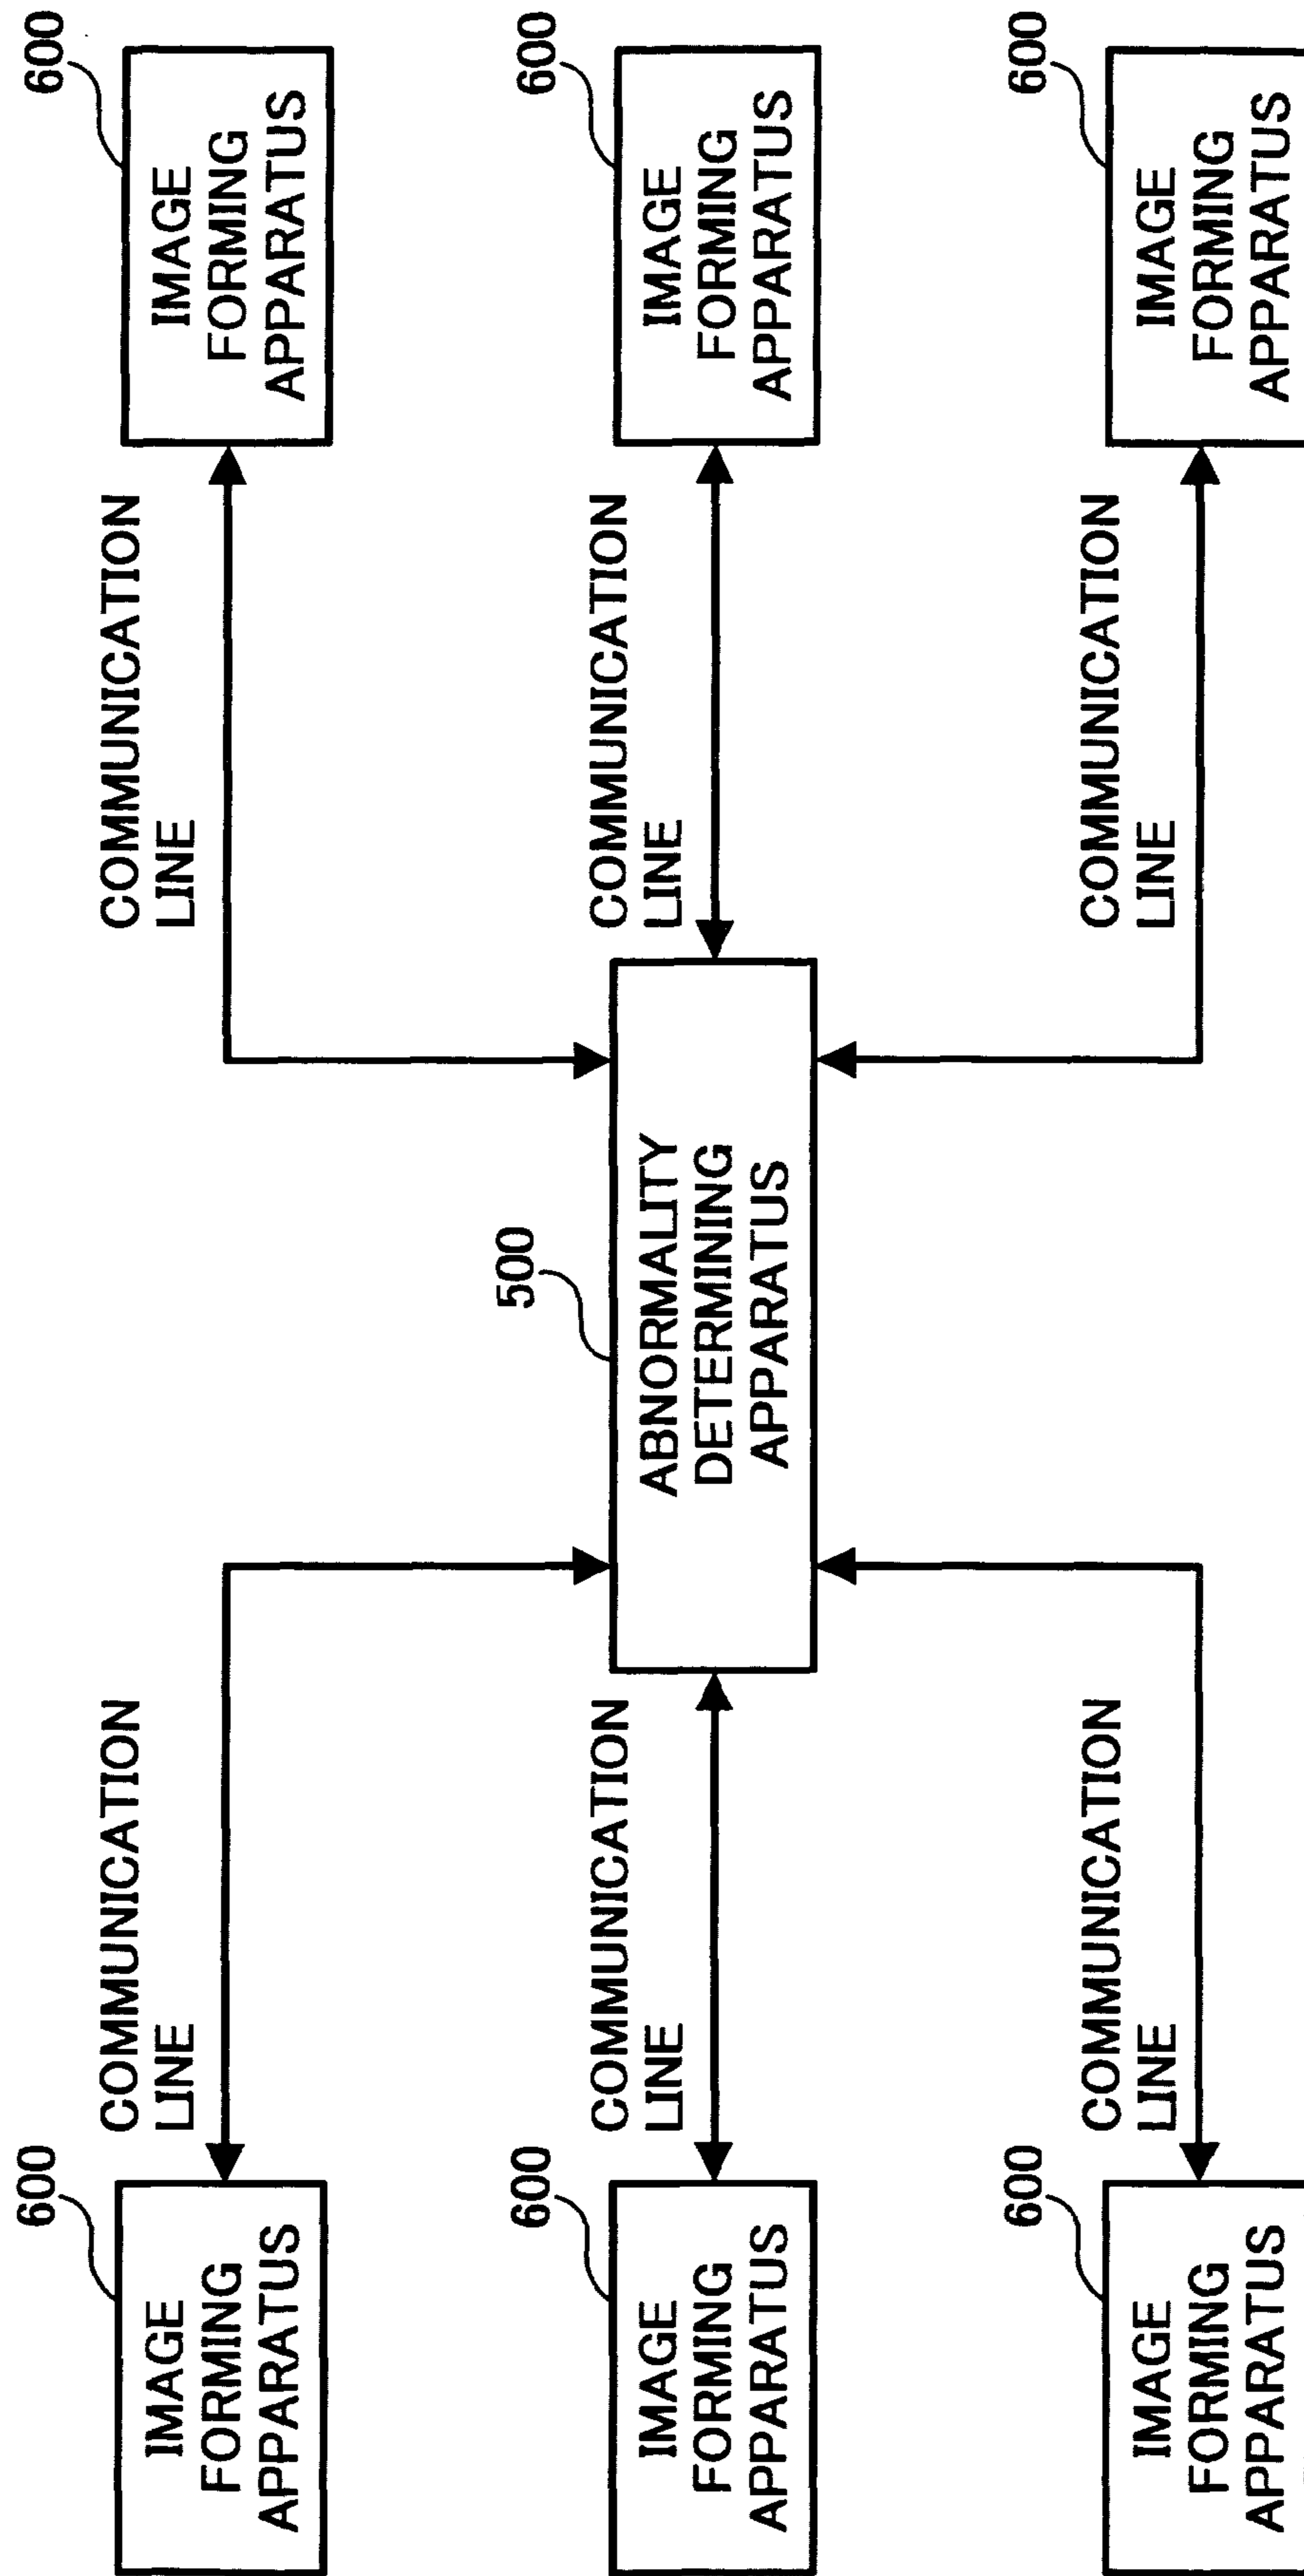 600
IMAGE
FORMING
APPARATUS
COMMUNICATION
LINE
COMMUNICATION
LINE
600
IMAGE
FORMING
APPARATUS
600
IMAGE
FORMING
APPARATUS
COMMUNICATION
LINE
500
ABNORMALITY
DETERMINING
APPARATUS
COMMUNICATION
LINE
600
IMAGE
FORMING
APPARATUS
600
IMAGE
FORMING
APPARATUS
COMMUNICATION
LINE
COMMUNICATION
LINE
600
IMAGE
FORMING
APPARATUS